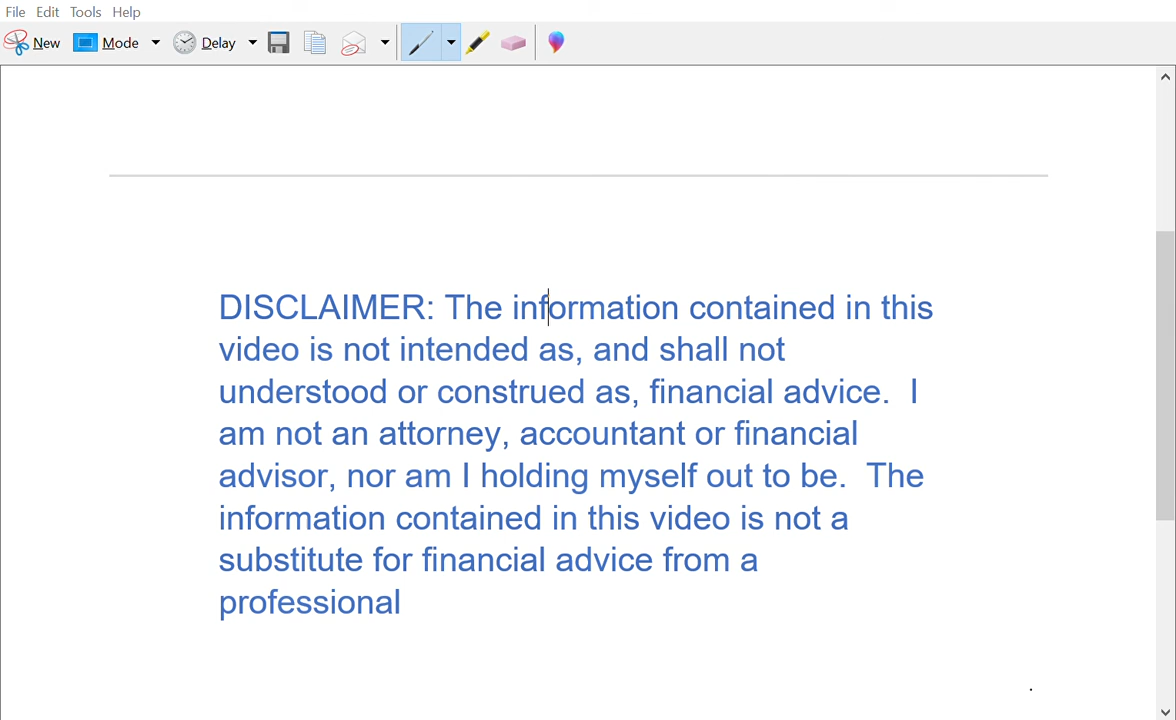 File Edit Tools Help
New Mode Delay
DISCLAIMER: The information contained in this
video is not intended as, and shall not
understood or construed as, financial advice.  I
am not an attorney, accountant or financial
advisor, nor am I holding myself out to be.  The
information contained in this video is not a
substitute for financial advice from a
professional
.